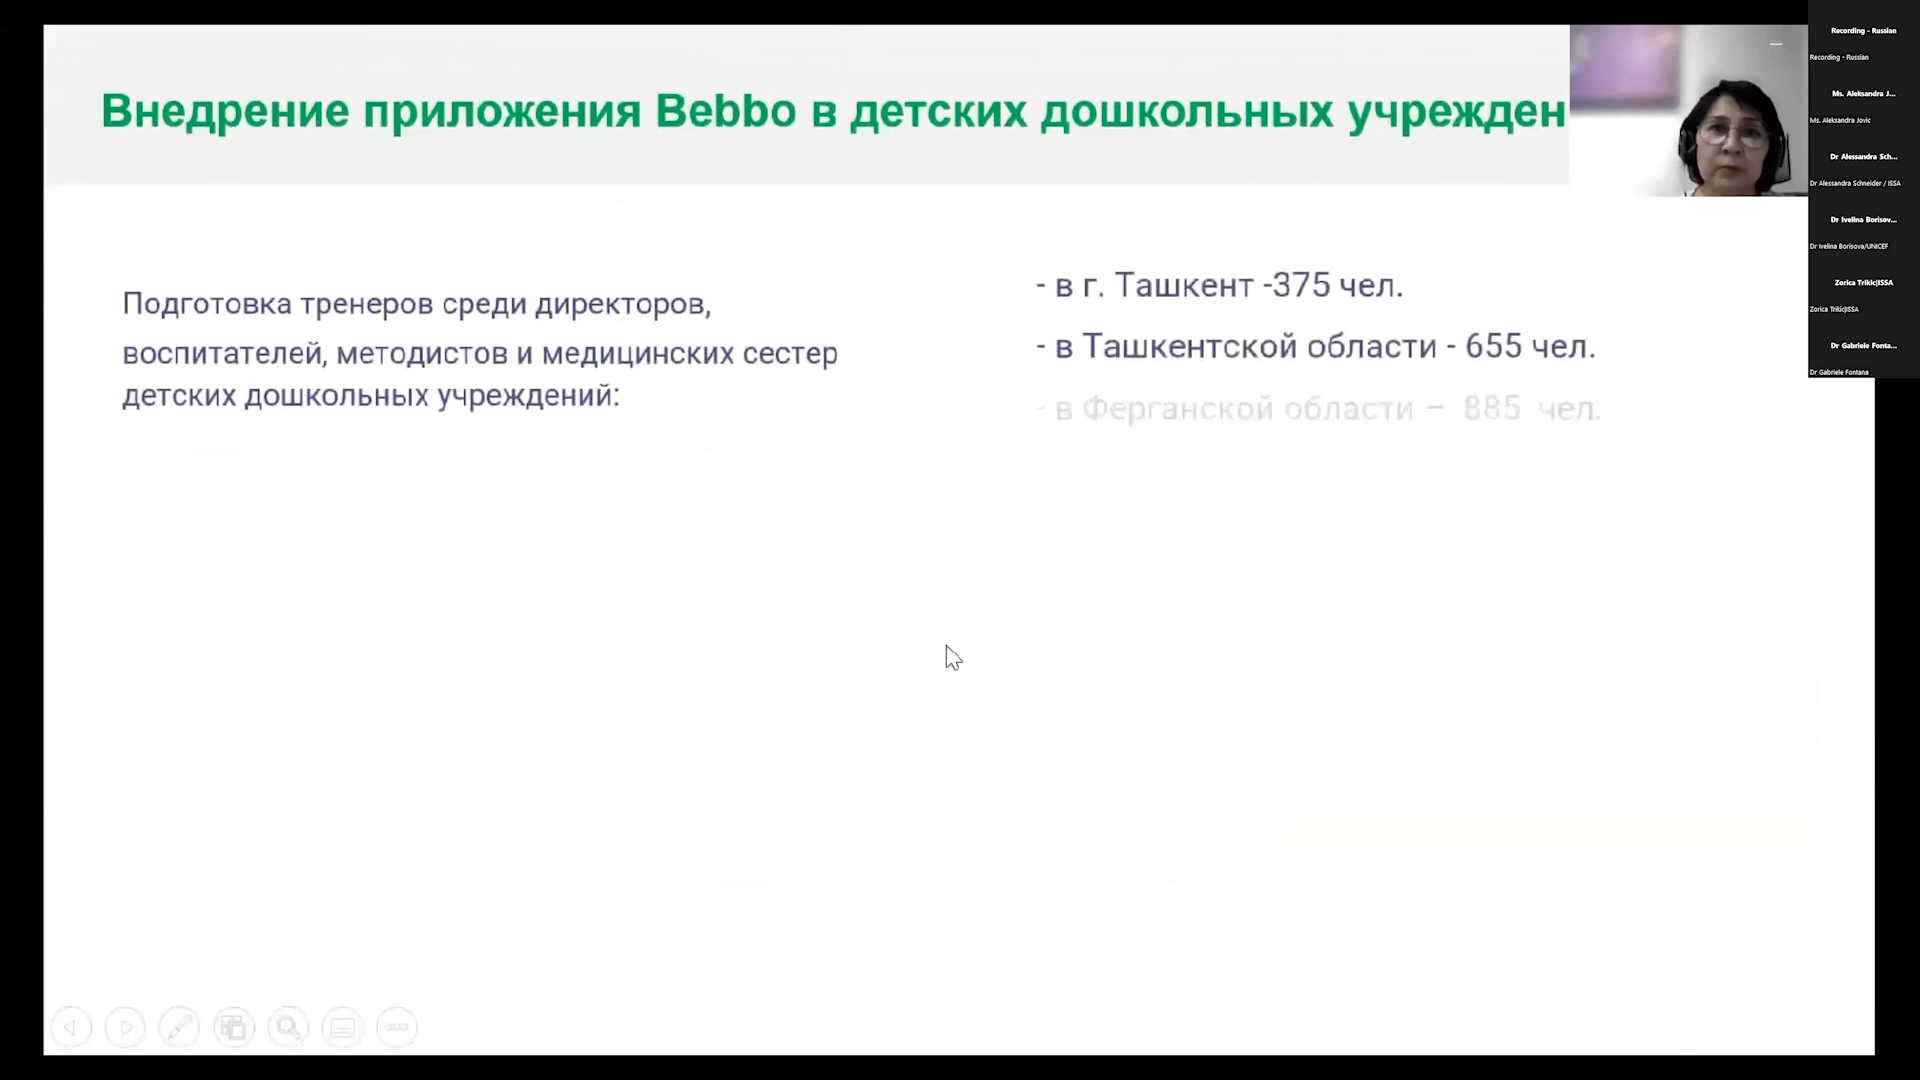 Внедрение приложения Bebbo в детских дошкольных учрежден
Подготовка тренеров среди директоров,
воспитателей, методистов и медицинских сестер
детских дошкольных учреждений:
- в г. Ташкент -375 чел.
- в Ташкентской области - 655 чел.
- в Ферганской области – 885 чел.
Recording - Russian
Recording - Russian
Ms. Aleksandra J...
Ms. Aleksandra Jovic
Dr Alessandra Sch...
Dr Alessandra Schneider / ISSA
Dr Ivelina Borisov...
Dr Ivelina Borisova/UNICEF
Zorica Trikic|ISSA
Zorica Trikic|ISSA
Dr Gabriele Fonta...
Dr Gabriele Fontana